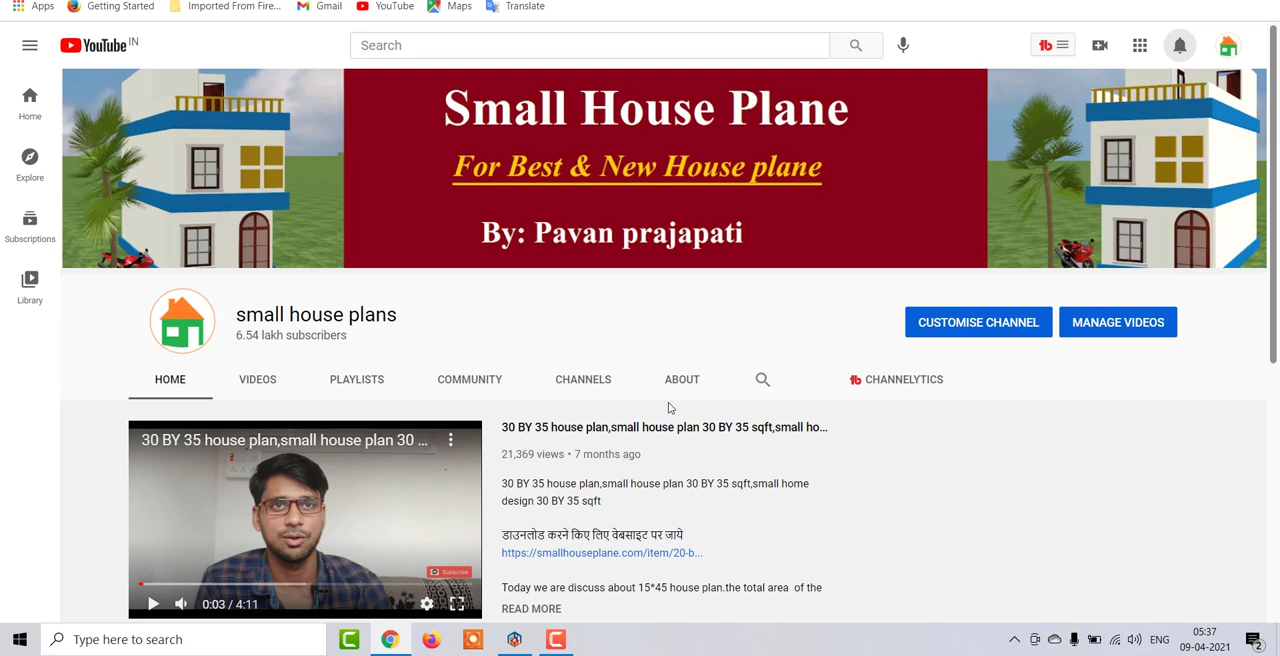 Apps Getting Started Imported From Fire... Gmail YouTube Maps Translate
YouTube IN
Search
Small House Plane
For Best & New House plane
By: Pavan prajapati
Home
Explore
Subscriptions
Library
small house plans
6.54 lakh subscribers
CUSTOMISE CHANNEL MANAGE VIDEOS
HOME VIDEOS PLAYLISTS COMMUNITY CHANNELS ABOUT CHANNELYTICS
30 BY 35 house plan,small house plan 30 ...
Subscribe
0:03 / 4:11
30 BY 35 house plan,small house plan 30 BY 35 sqft,small ho...
21,369 views • 7 months ago
30 BY 35 house plan,small house plan 30 BY 35 sqft,small home
design 30 BY 35 sqft
डाउनलोड करने किए लिए वेबसाइट पर जाये
https://smallhouseplane.com/item/20-b...
Today we are discuss about 15*45 house plan.the total area of the
READ MORE
Type here to search
ENG
05:37
09-04-2021
2